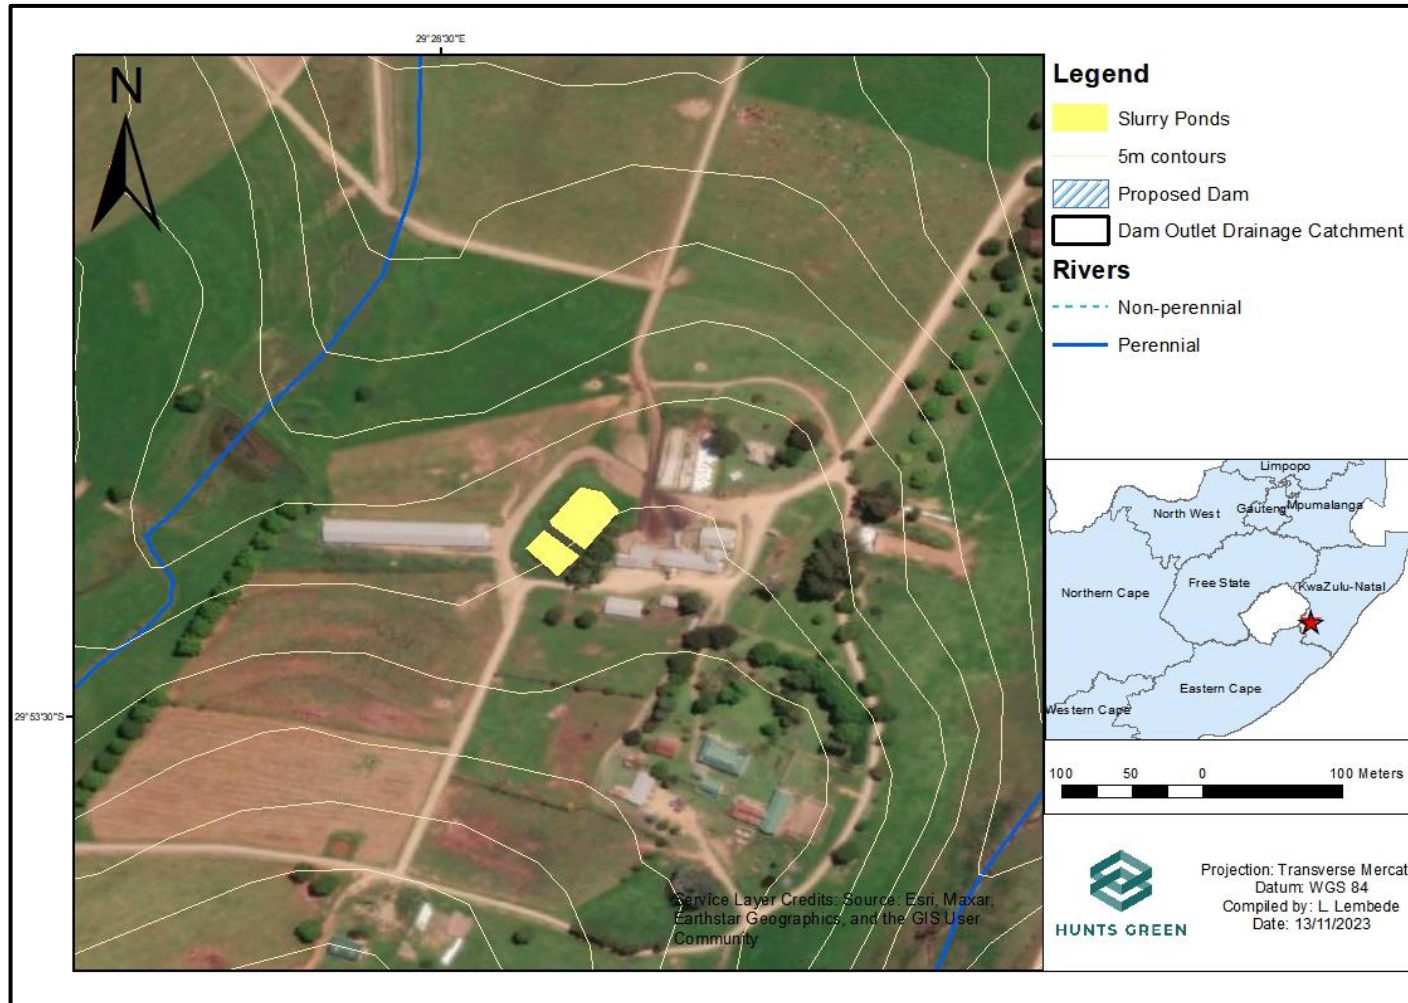 29°28'30"E
N
29°53'30"S
Service Layer Credits: Source: Esri, Maxar,
Earthstar Geographics, and the GIS User
Community
Legend
Slurry Ponds
5m contours
Proposed Dam
Dam Outlet Drainage Catchment
Rivers
Non-perennial
Perennial
Limpopo
North West
Gauteng
Mpumalanga
Free State
KwaZulu-Natal
Northern Cape
Eastern Cape
Western Cape
100 50 0 100 Meters
HUNTS GREEN
Projection: Transverse Mercat
Datum: WGS 84
Compiled by: L. Lembede
Date: 13/11/2023